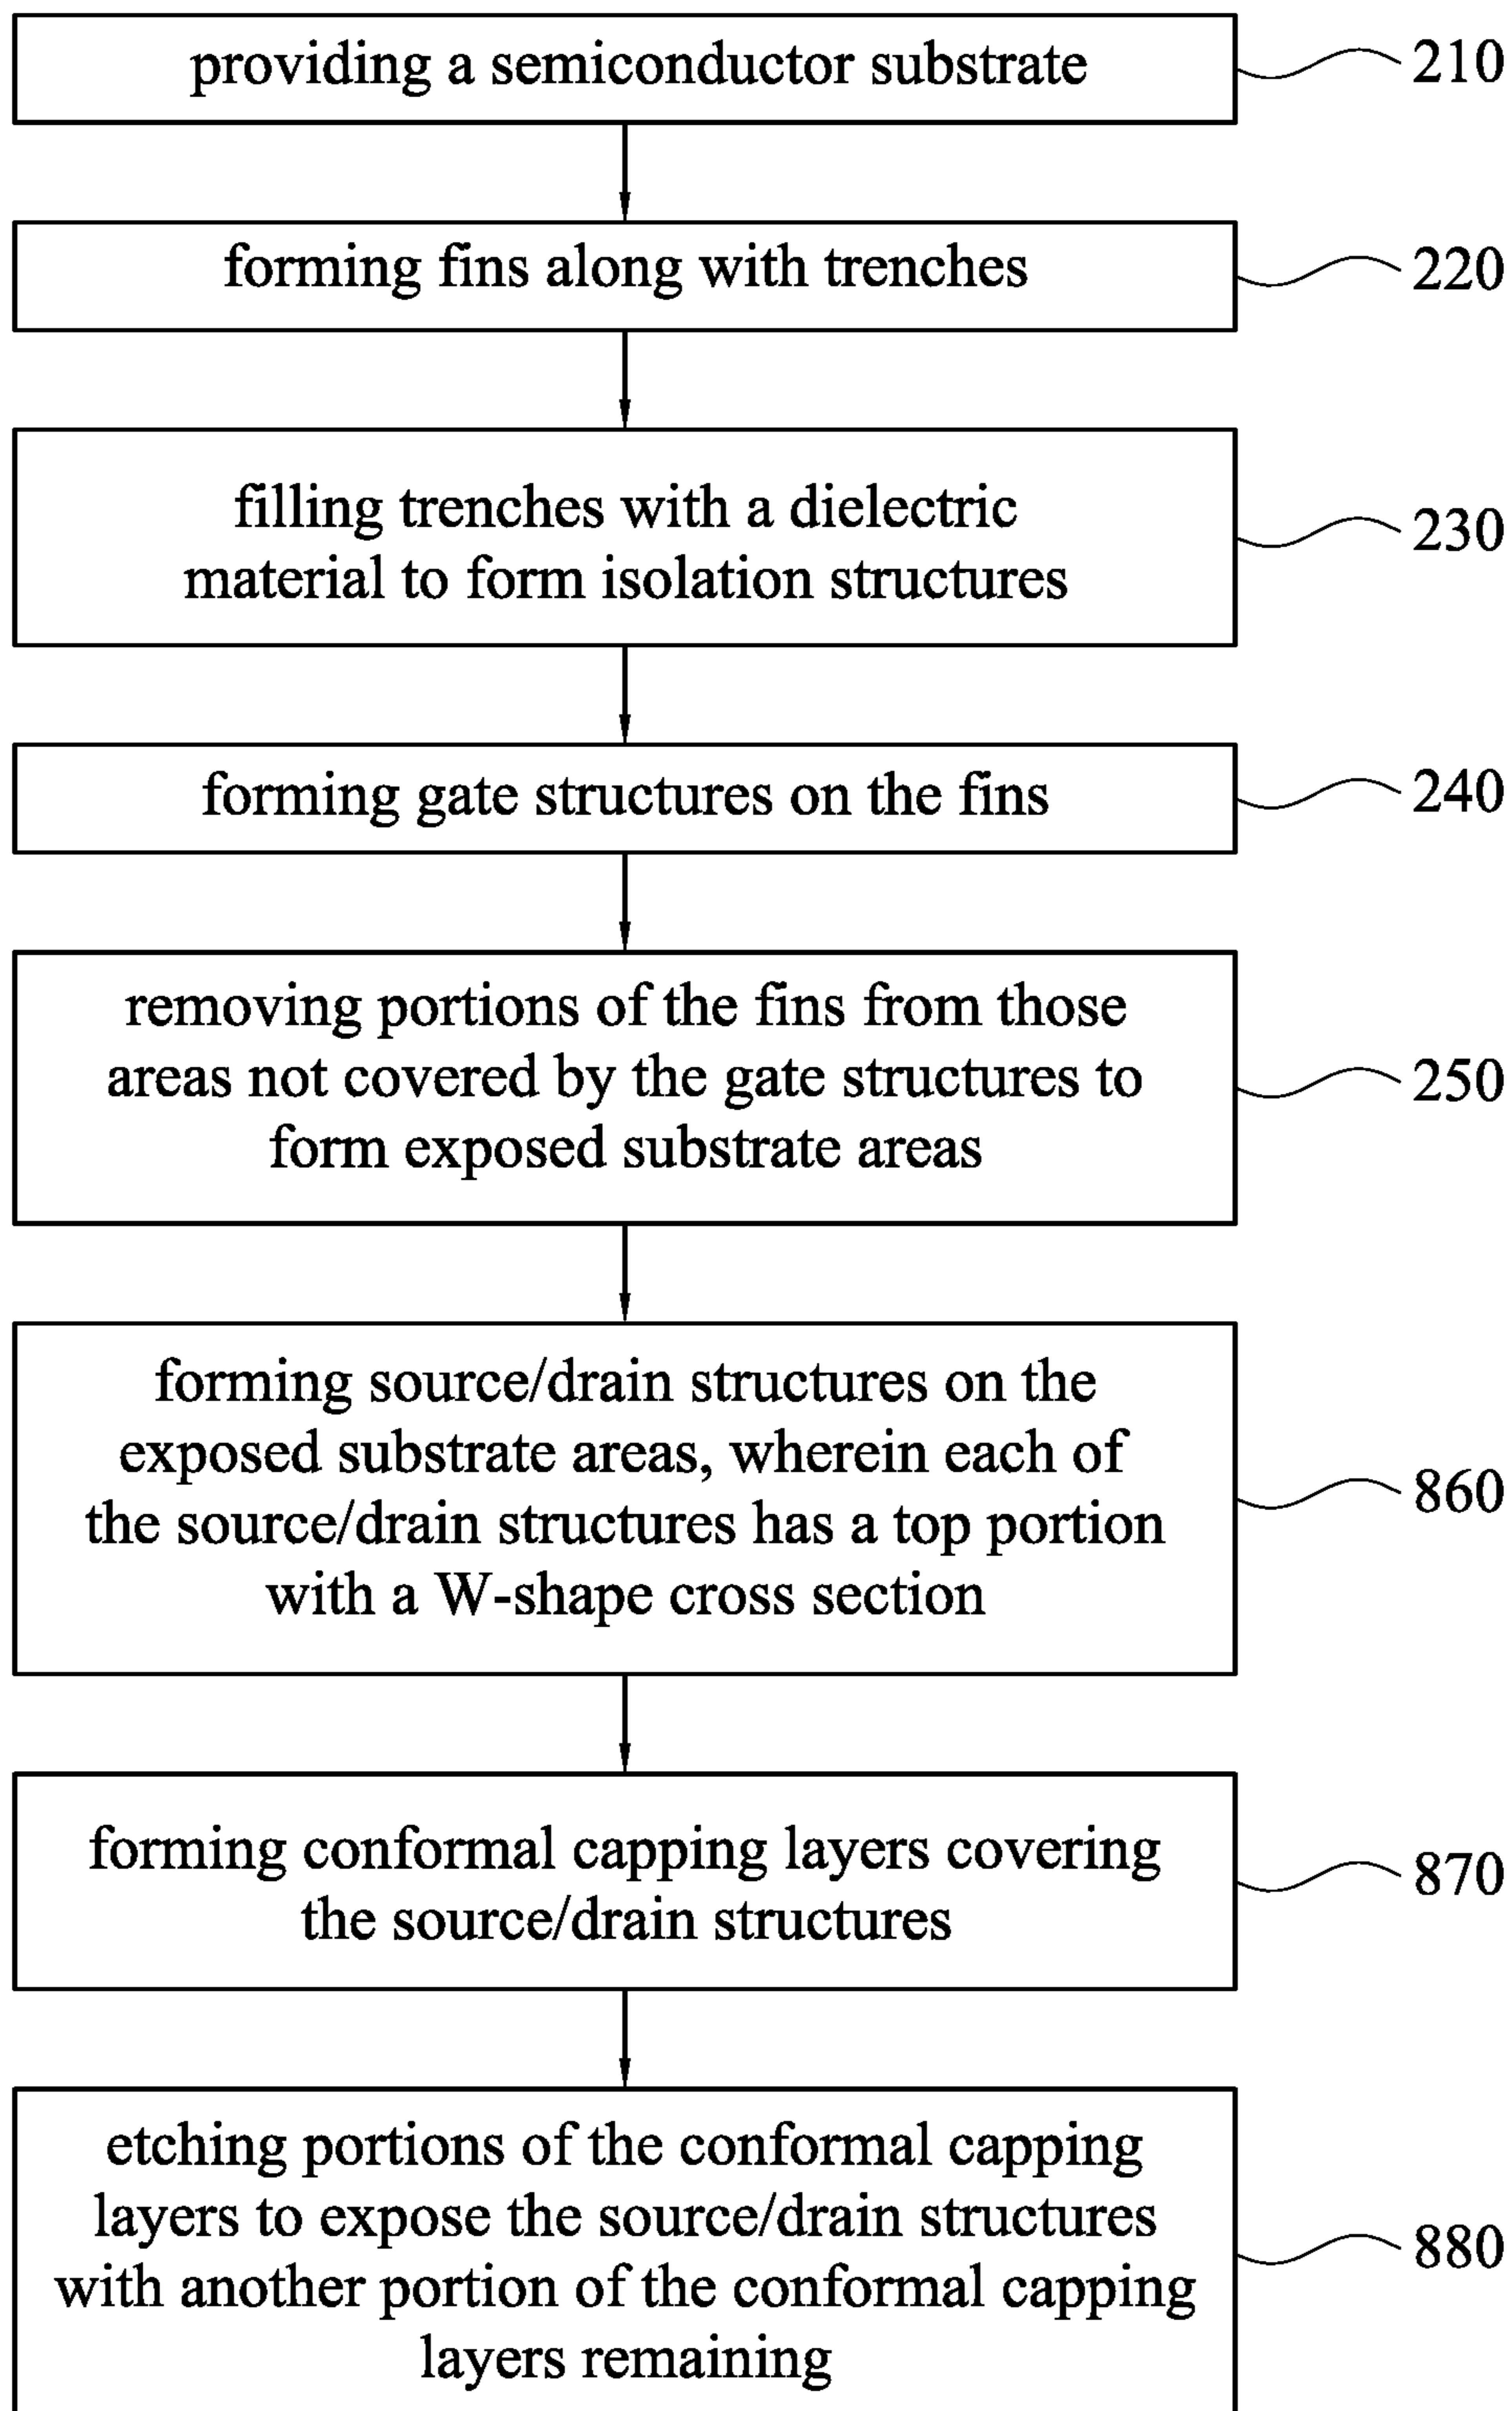 providing a semiconductor substrate
210
forming fins along with trenches
220
filling trenches with a dielectric
material to form isolation structures
230
forming gate structures on the fins
240
removing portions of the fins from those
areas not covered by the gate structures to
form exposed substrate areas
250
forming source/drain structures on the
exposed substrate areas, wherein each of
the source/drain structures has a top portion
with a W-shape cross section
860
forming conformal capping layers covering
the source/drain structures
870
etching portions of the conformal capping
layers to expose the source/drain structures
with another portion of the conformal capping
layers remaining
880